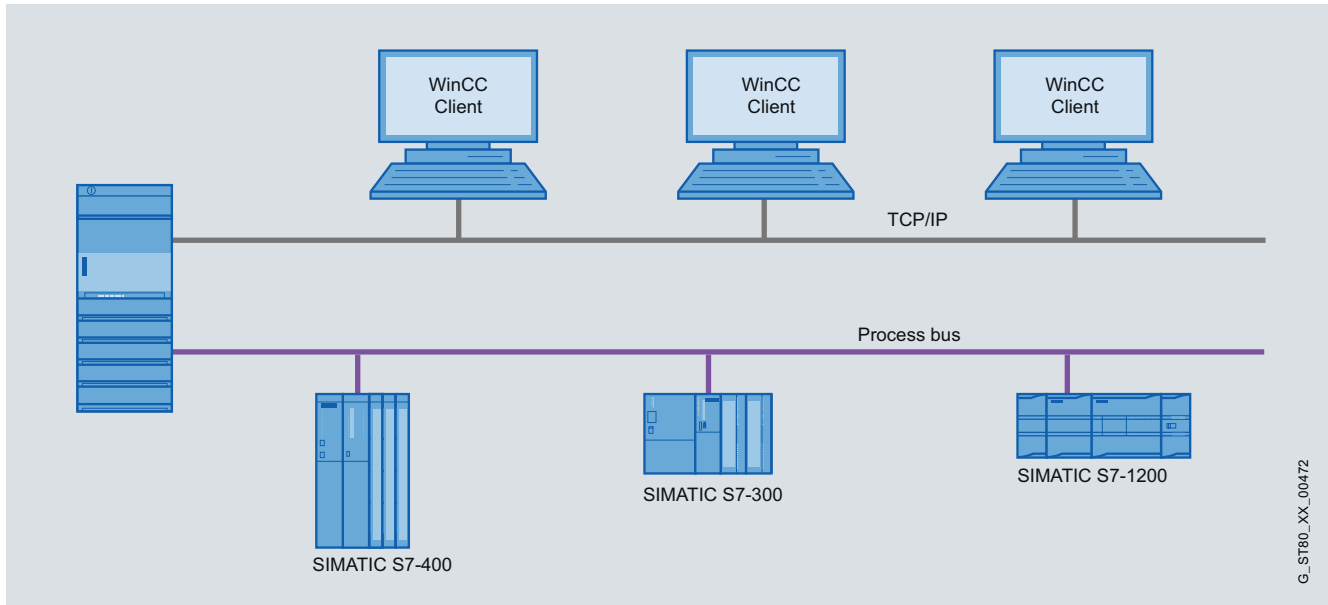 WinCC
Client
WinCC
Client
WinCC
Client
TCP/IP
Process bus
SIMATIC S7-400
SIMATIC S7-300
SIMATIC S7-1200
G_ST80_XX_00472